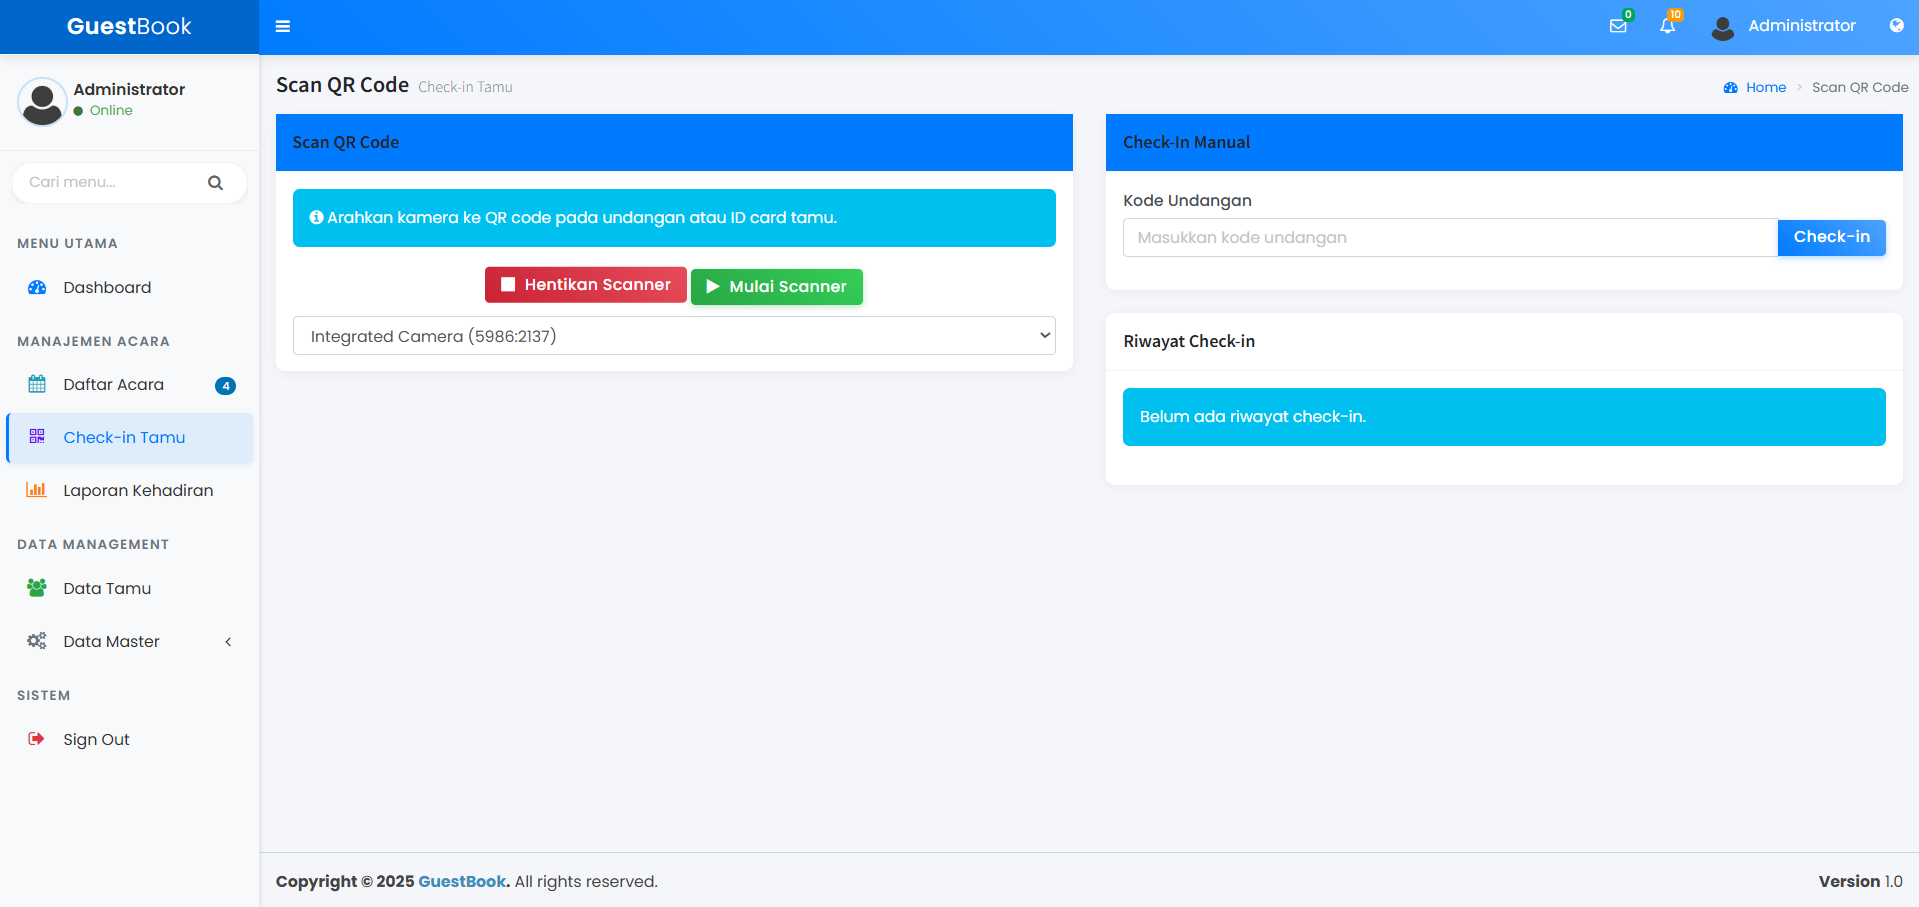 GuestBook
0
10
Administrator
Administrator
Online
Cari menu...
MENU UTAMA
Dashboard
MANAJEMEN ACARA
Daftar Acara
4
Check-in Tamu
Laporan Kehadiran
DATA MANAGEMENT
Data Tamu
Data Master
SISTEM
Sign Out
Scan QR Code Check-in Tamu
Home > Scan QR Code
Scan QR Code
Arahkan kamera ke QR code pada undangan atau ID card tamu.
Hentikan Scanner
Mulai Scanner
Integrated Camera (5986:2137)
Check-In Manual
Kode Undangan
Masukkan kode undangan
Check-in
Riwayat Check-in
Belum ada riwayat check-in.
Copyright © 2025 GuestBook. All rights reserved.
Version 1.0